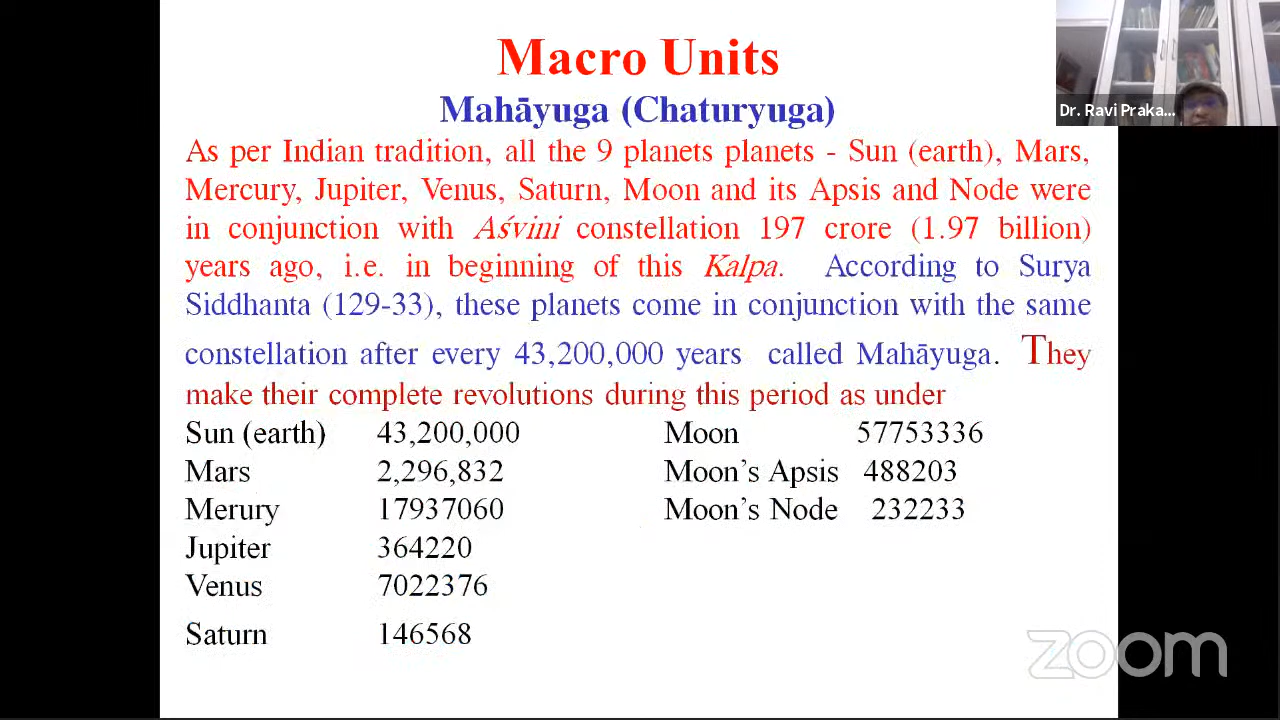 Macro Units
Mahāyuga (Chaturyuga)
Dr. Ravi Praka...
As per Indian tradition, all the 9 planets planets - Sun (earth), Mars,
Mercury, Jupiter, Venus, Saturn, Moon and its Apsis and Node were
in conjunction with Aśvini constellation 197 crore (1.97 billion)
years ago, i.e. in beginning of this Kalpa. According to Surya
Siddhanta (129-33), these planets come in conjunction with the same
constellation after every 43,200,000 years called Mahāyuga. They
make their complete revolutions during this period as under
Sun (earth) 43,200,000 Moon 57753336
Mars 2,296,832 Moon's Apsis 488203
Merury 17937060 Moon's Node 232233
Jupiter 364220
Venus 7022376
Saturn 146568
zoom